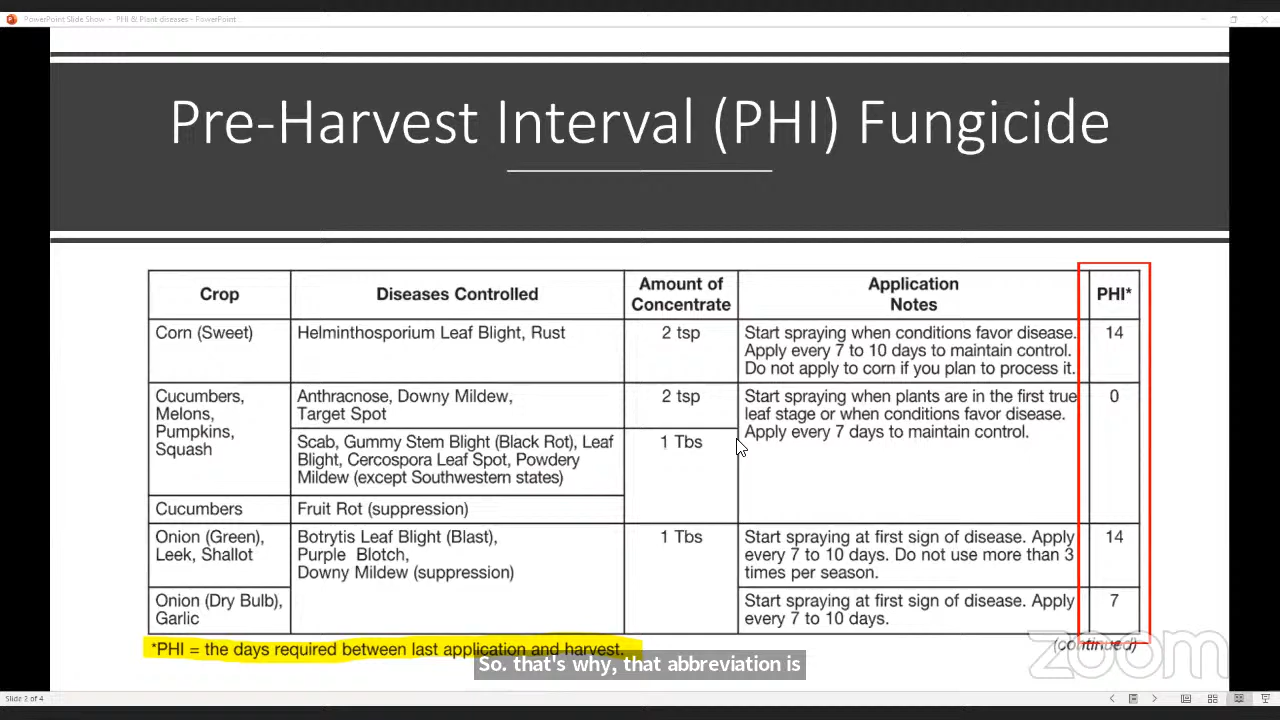 PowerPoint Slide Show - PHI & Plant diseases - PowerPoint
Pre-Harvest Interval (PHI) Fungicide
Crop
Diseases Controlled
Amount of
Concentrate
Application
Notes
PHI*
Corn (Sweet)
Helminthosporium Leaf Blight, Rust
2 tsp
Start spraying when conditions favor disease.
Apply every 7 to 10 days to maintain control.
Do not apply to corn if you plan to process it.
14
Cucumbers,
Melons,
Pumpkins,
Squash
Anthracnose, Downy Mildew,
Target Spot
2 tsp
Start spraying when plants are in the first true
leaf stage or when conditions favor disease.
Apply every 7 days to maintain control.
0
Scab, Gummy Stem Blight (Black Rot), Leaf
Blight, Cercospora Leaf Spot, Powdery
Mildew (except Southwestern states)
1 Tbs
Cucumbers
Fruit Rot (suppression)
Onion (Green),
Leek, Shallot
Botrytis Leaf Blight (Blast),
Purple Blotch,
Downy Mildew (suppression)
1 Tbs
Start spraying at first sign of disease. Apply
every 7 to 10 days. Do not use more than 3
times per season.
14
Onion (Dry Bulb),
Garlic
Start spraying at first sign of disease. Apply
every 7 to 10 days.
7
*PHI = the days required between last application and harvest.
(continued)
zoom
So. that's why, that abbreviation is
Slide 2 of 4